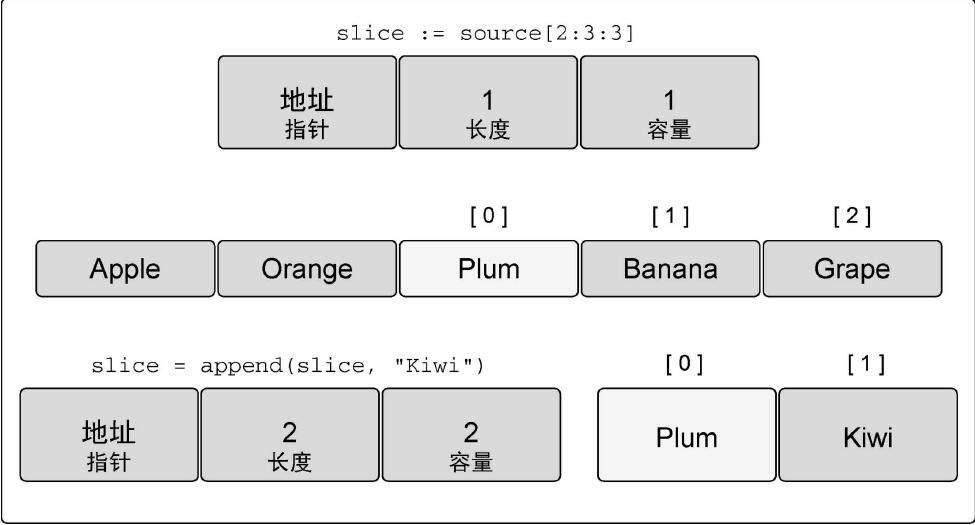 slice := source[2:3:3]
地址 1 1
指针 长度 容量
[0] [1] [2]
Apple Orange Plum Banana Grape
slice = append(slice, "Kiwi") [0] [1]
地址 2 2 Plum Kiwi
指针 长度 容量